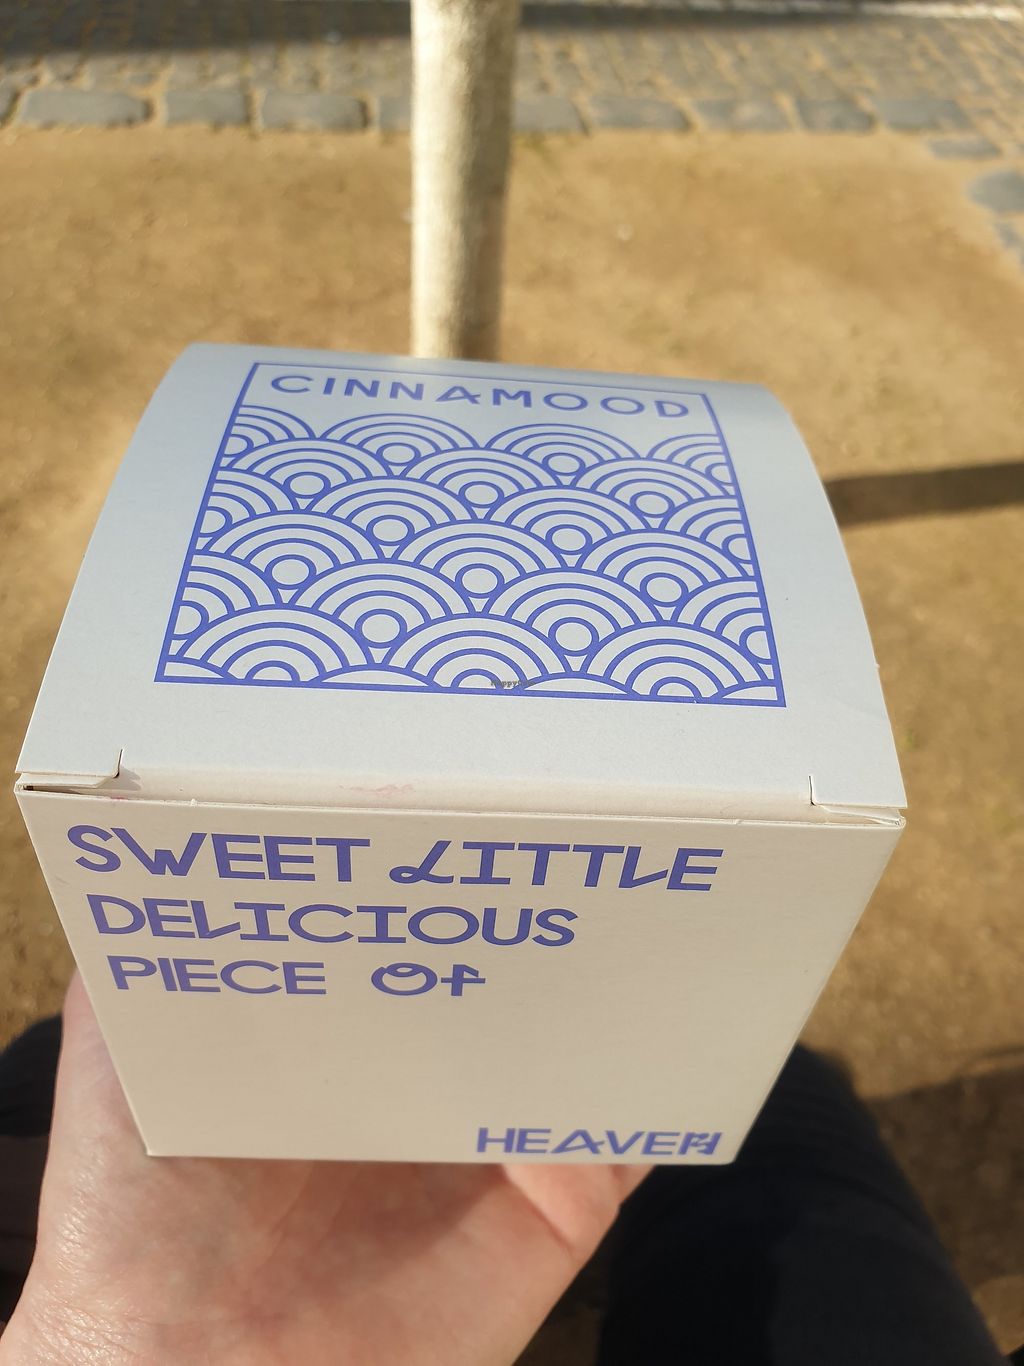 CINNAMOOD
SWEET LITTLE
DELICIOUS
PIECE OF
HEAVEN